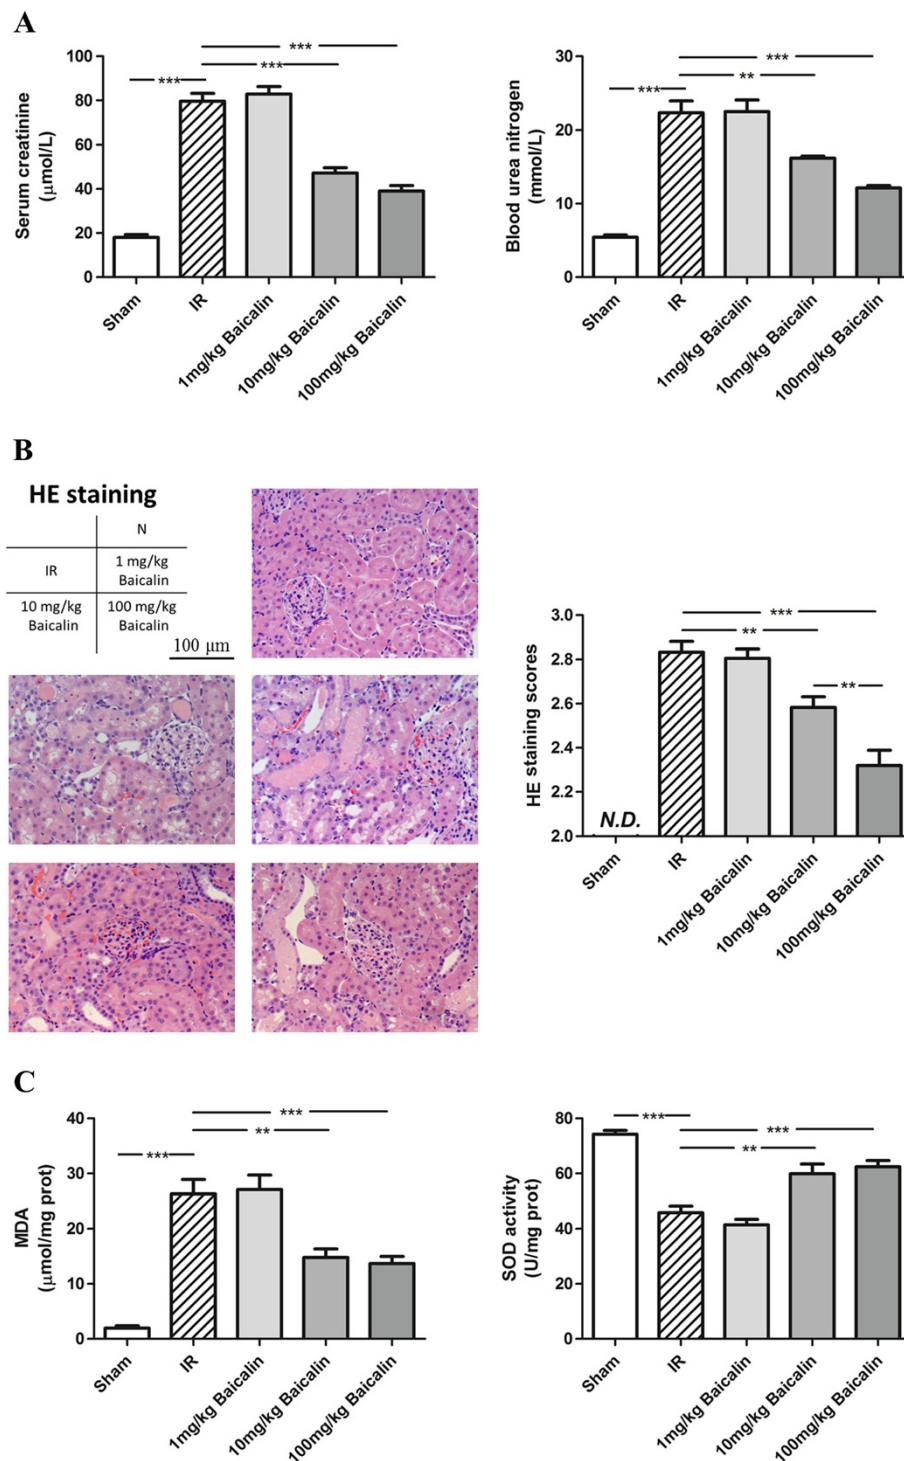 A
Serum creatinine
(μmol/L)
100
80
60
40
20
0
***
***
***
Sham
IR
1mg/kg Baicalin
10mg/kg Baicalin
100mg/kg Baicalin
Blood urea nitrogen
(mmol/L)
30
20
10
0
***
**
***
Sham
IR
1mg/kg Baicalin
10mg/kg Baicalin
100mg/kg Baicalin
B
HE staining
N
IR
1 mg/kg
Baicalin
10 mg/kg
Baicalin
100 mg/kg
Baicalin
100 μm
HE staining scores
3.0
2.8
2.6
2.4
2.2
2.0
***
**
**
N.D.
Sham
IR
1mg/kg Baicalin
10mg/kg Baicalin
100mg/kg Baicalin
C
MDA
(μmol/mg prot)
40
30
20
10
0
***
**
***
Sham
IR
1mg/kg Baicalin
10mg/kg Baicalin
100mg/kg Baicalin
SOD activity
(U/mg prot)
80
60
40
20
0
***
***
**
Sham
IR
1mg/kg Baicalin
10mg/kg Baicalin
100mg/kg Baicalin